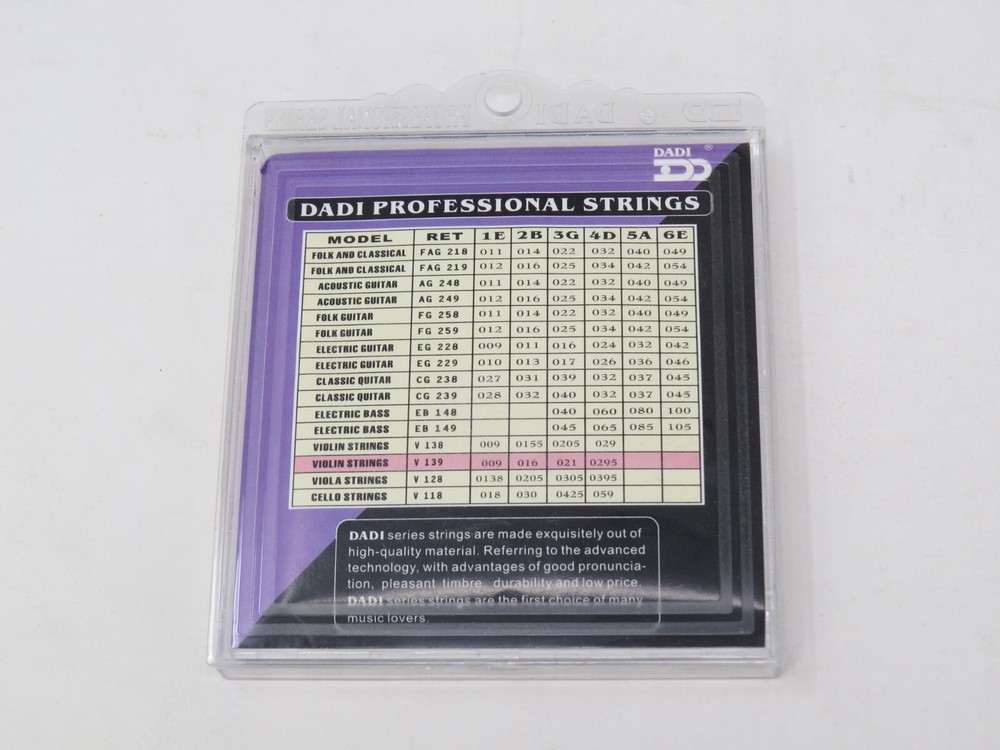 PROFESSIONAL SERIES DADI
DADI ®
DADI PROFESSIONAL STRINGS
MODEL RET 1E 2B 3G 4D 5A 6E
FOLK AND CLASSICAL FAG 218 011 014 022 032 040 049
FOLK AND CLASSICAL FAG 219 012 016 025 034 042 054
ACOUSTIC GUITAR AG 248 011 014 022 032 040 049
ACOUSTIC GUITAR AG 249 012 016 025 034 042 054
FOLK GUITAR FG 258 011 014 022 032 040 049
FOLK GUITAR FG 259 012 016 025 034 042 054
ELECTRIC GUITAR EG 228 009 011 016 024 032 042
ELECTRIC GUITAR EG 229 010 013 017 026 036 046
CLASSIC QUITAR CG 238 027 031 039 032 037 045
CLASSIC QUITAR CG 239 028 032 040 032 037 045
ELECTRIC BASS EB 148 040 060 080 100
ELECTRIC BASS EB 149 045 065 085 105
VIOLIN STRINGS V 138 009 0155 0205 029
VIOLIN STRINGS V 139 009 016 021 0295
VIOLA STRINGS V 128 0138 0205 0305 0395
CELLO STRINGS V 118 018 030 0425 059
DADI series strings are made exquisitely out of
high-quality material. Referring to the advanced
technology, with advantages of good pronuncia-
tion, pleasant timbre, durability and low price.
DADI series strings are the first choice of many
music lovers.